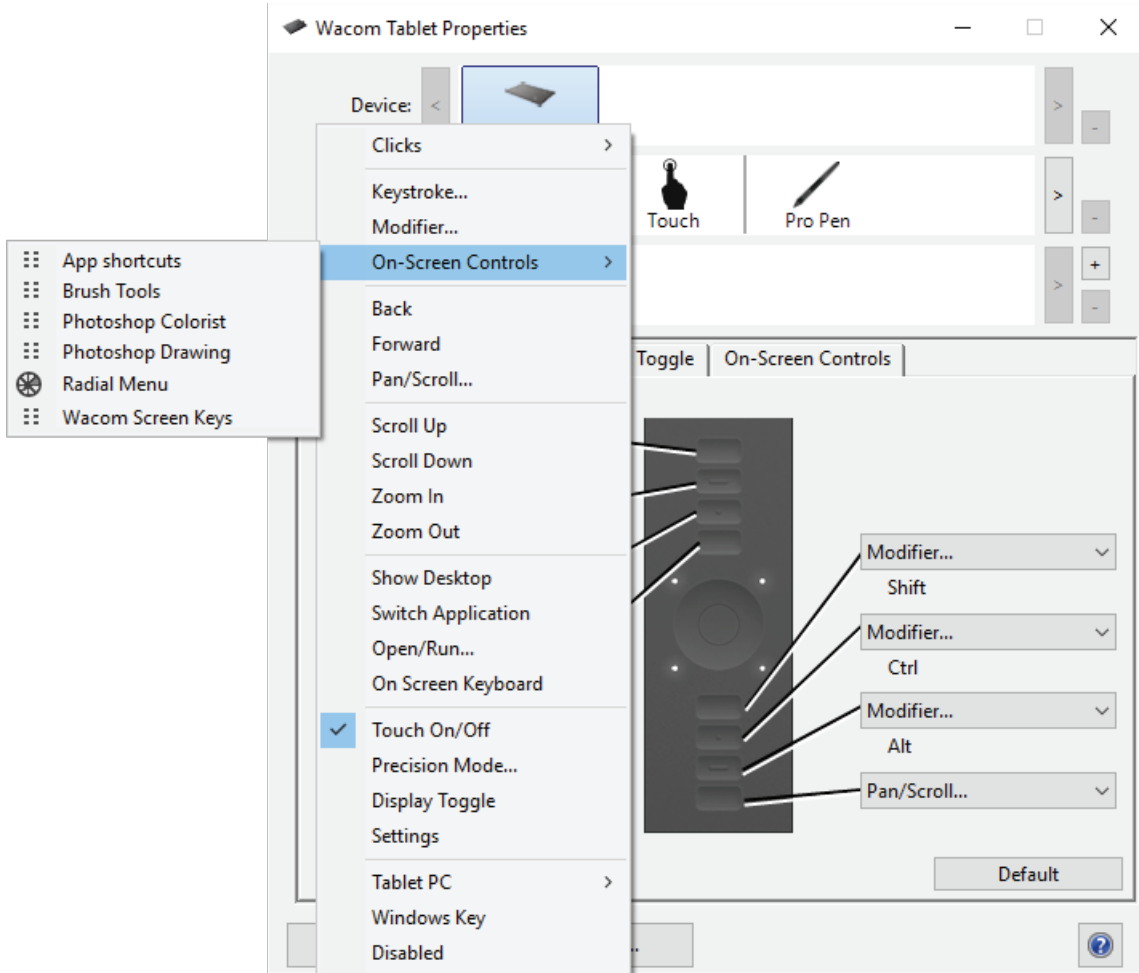 Wacom Tablet Properties
Device:
<
>
-
Clicks
>
Keystroke...
Modifier...
On-Screen Controls
>
Back
Forward
Pan/Scroll...
Scroll Up
Scroll Down
Zoom In
Zoom Out
Show Desktop
Switch Application
Open/Run...
On Screen Keyboard
Touch On/Off
Precision Mode...
Display Toggle
Settings
Tablet PC
>
Windows Key
Disabled
App shortcuts
Brush Tools
Photoshop Colorist
Photoshop Drawing
Radial Menu
Wacom Screen Keys
Touch
Pro Pen
>
-
>
+
-
Toggle
On-Screen Controls
Modifier...
Shift
Modifier...
Ctrl
Modifier...
Alt
Pan/Scroll...
Default
..
?